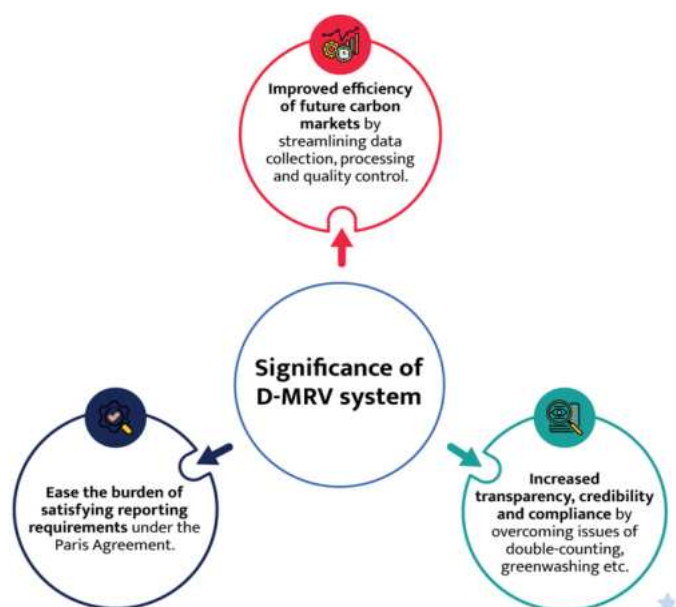 Improved efficiency
of future carbon
markets by
streamlining data
collection, processing
and quality control.
Significance of
D-MRV system
Ease the burden of
satisfying reporting
requirements under the
Paris Agreement.
Increased
transparency, credibility
and compliance by
overcoming issues of
double-counting,
greenwashing etc.